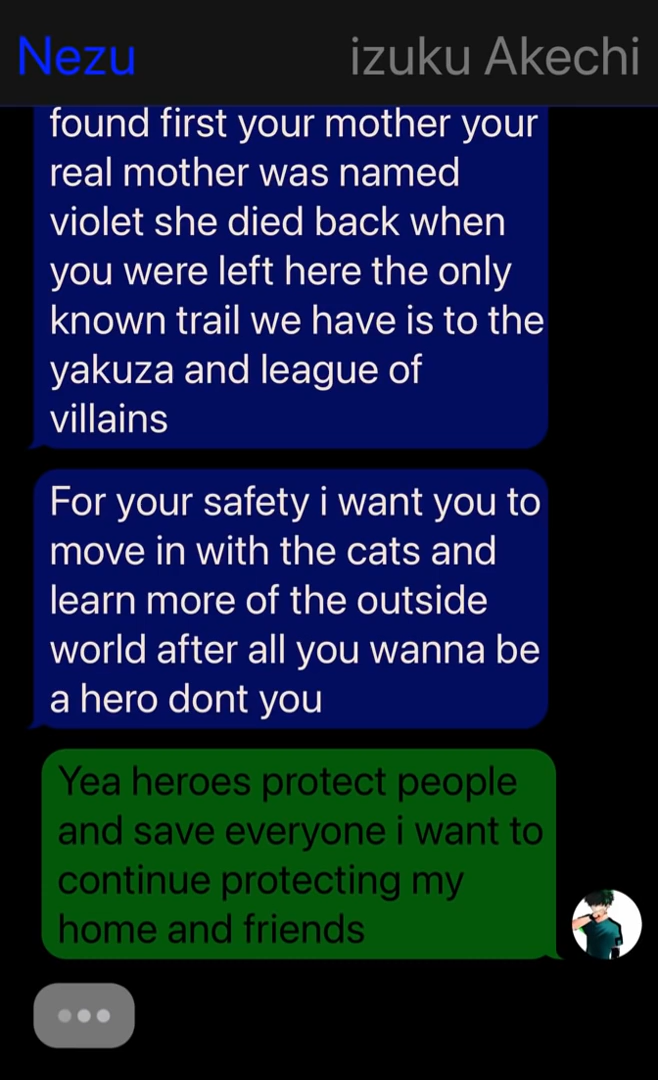 Nezu izuku Akechi
found first your mother your
real mother was named
violet she died back when
you were left here the only
known trail we have is to the
yakuza and league of
villains
For your safety i want you to
move in with the cats and
learn more of the outside
world after all you wanna be
a hero dont you
Yea heroes protect people
and save everyone i want to
continue protecting my
home and friends